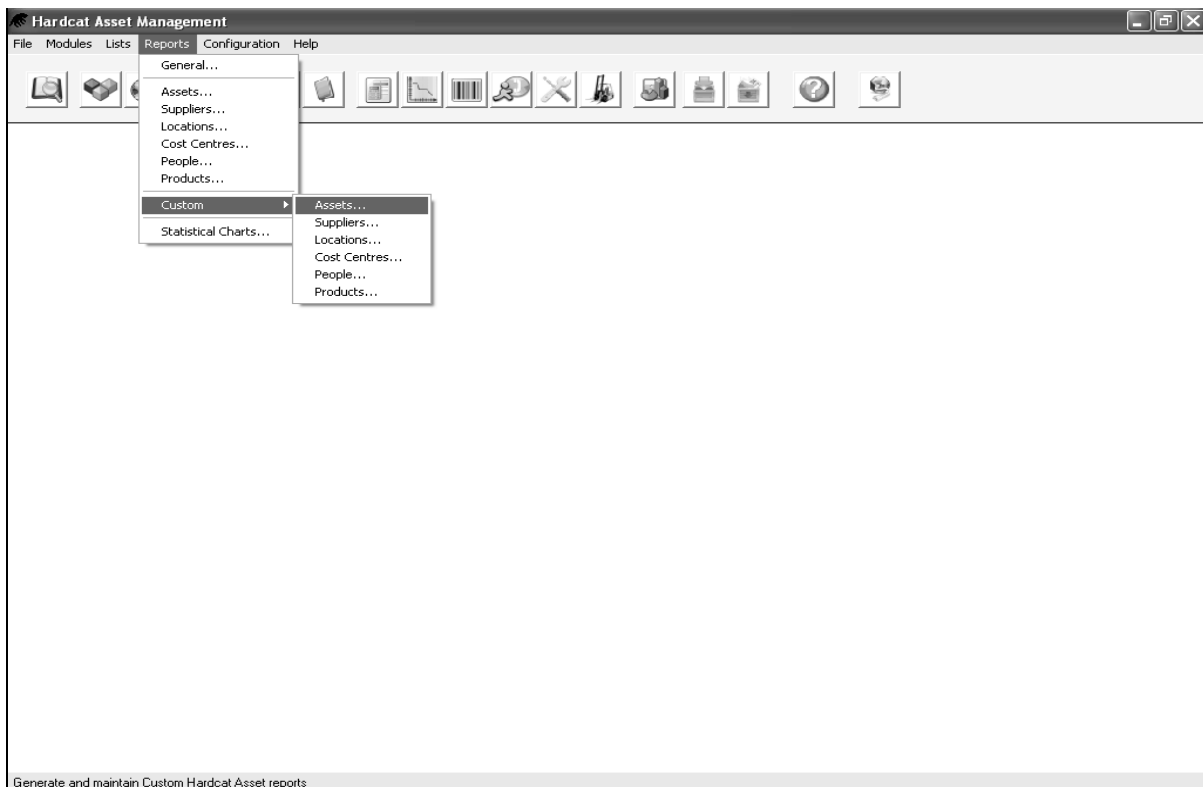 Hardcat Asset Management
File Modules Lists Reports Configuration Help
General...
Assets...
Suppliers...
Locations...
Cost Centres...
People...
Products...
Custom
Statistical Charts...
Assets...
Suppliers...
Locations...
Cost Centres...
People...
Products...
Generate and maintain Custom Hardcat Asset reports